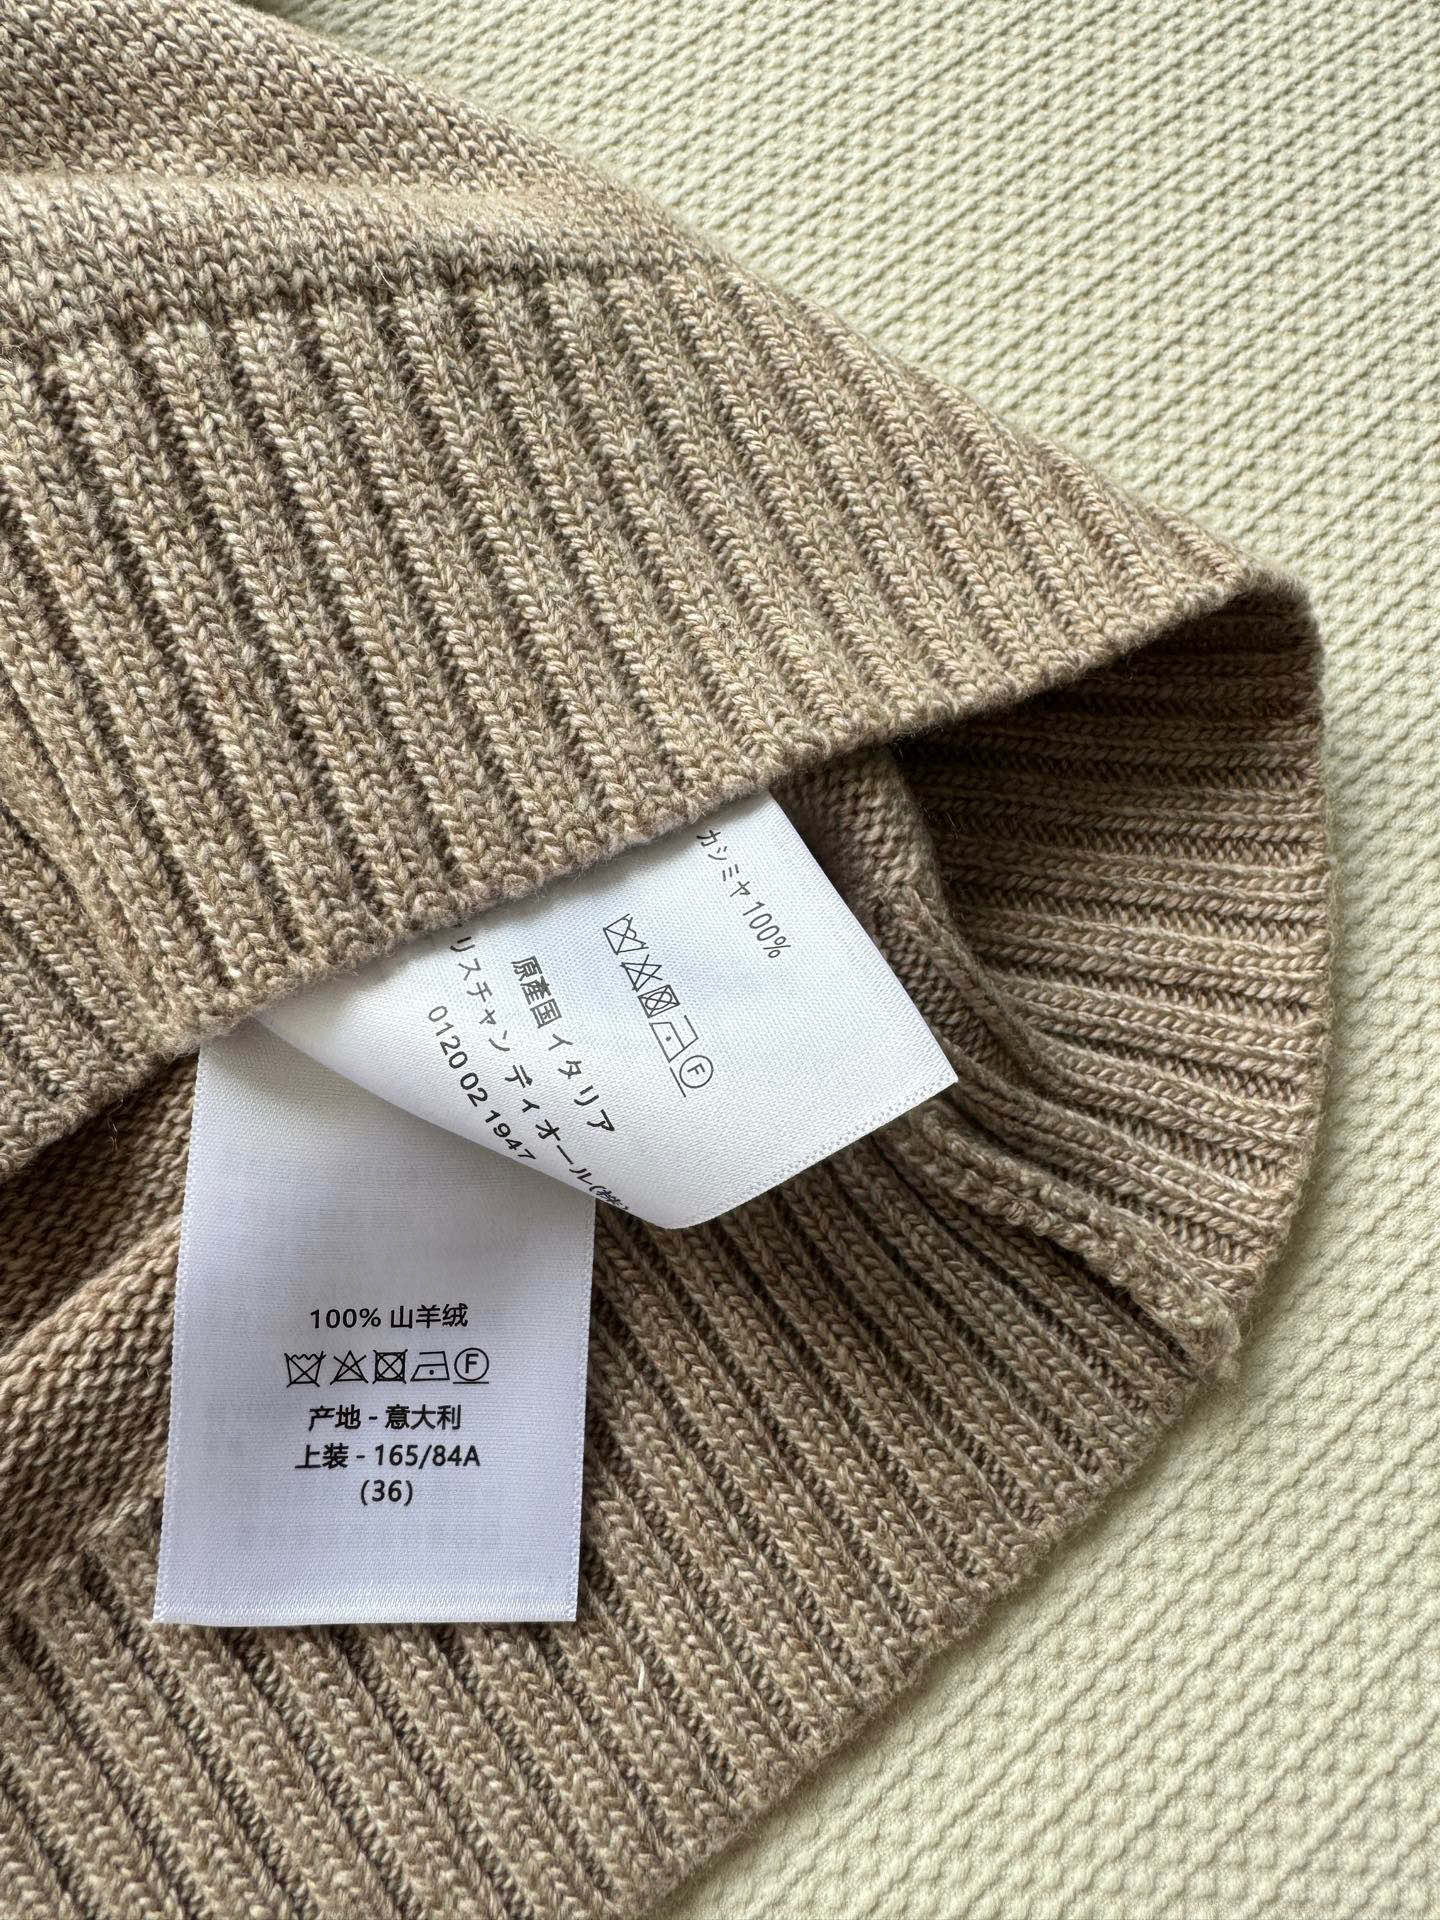 カシミヤ 100%
原産国 イタリア
リスチャン ディオール(株)
0120 02 1947
100% 山羊绒
F
产地 - 意大利
上装 - 165/84A
(36)